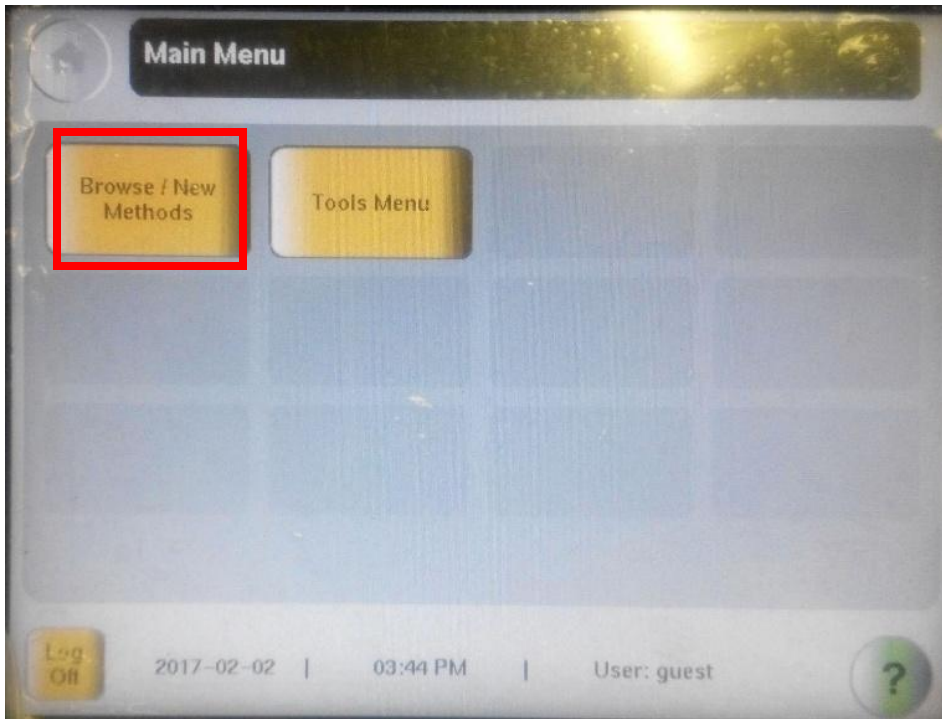 Main Menu
Browse / New
Methods
Tools Menu
Log
Off
2017-02-02 | 03:44 PM | User: guest
?